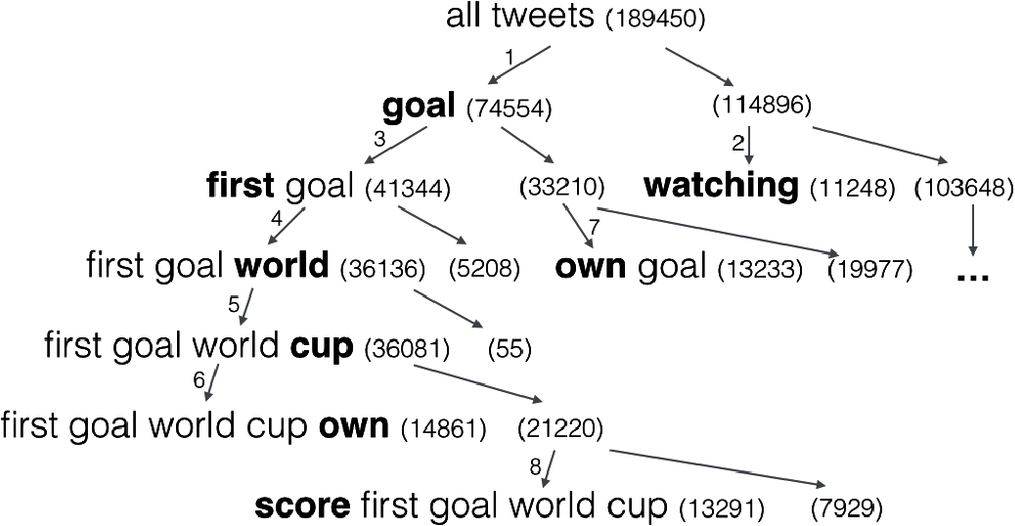 all tweets (189450)
1
goal (74554) (114896)
3 2
first goal (41344) (33210) watching (11248) (103648)
4 7
first goal world (36136) (5208) own goal (13233) (19977) ...
5
first goal world cup (36081) (55)
6
first goal world cup own (14861) (21220)
8
score first goal world cup (13291) (7929)